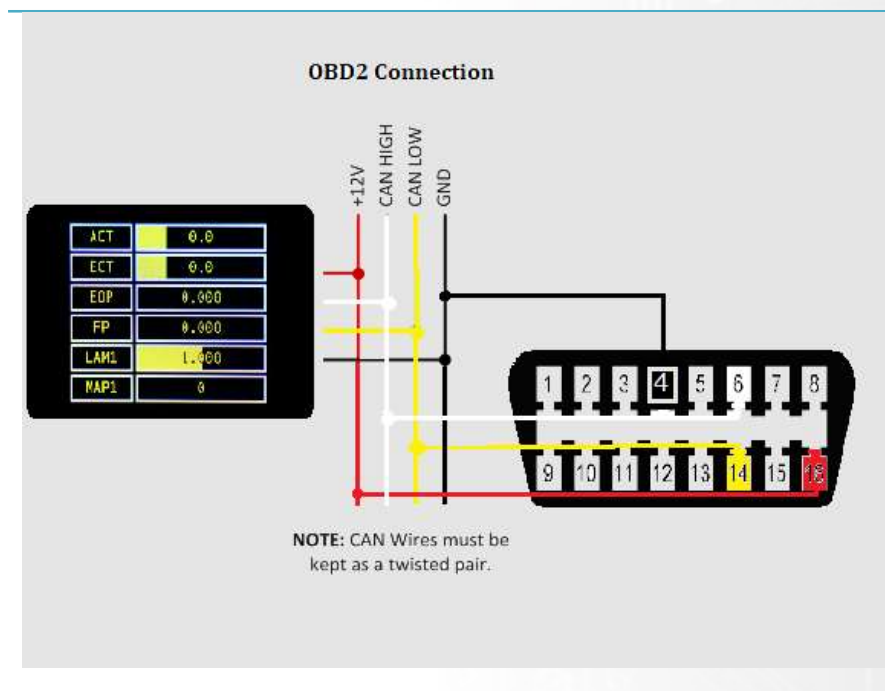 OBD2 Connection
+12V
CAN HIGH
CAN LOW
GND
ACT 0.0
ECT 0.0
EOP 0.000
FP 0.000
LAM1 1.000
MAP1 0
1 2 3 4 5 6 7 8
9 10 11 12 13 14 15 16
NOTE: CAN Wires must be
kept as a twisted pair.